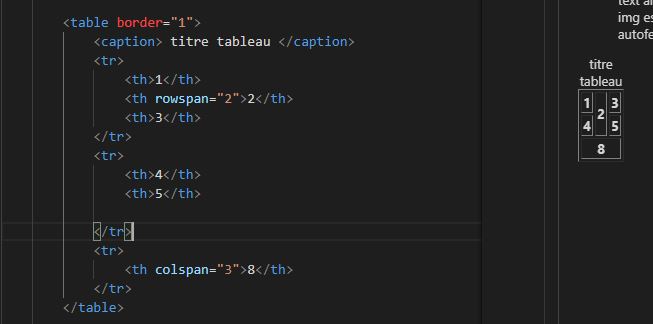 <table border="1">
<caption> titre tableau </caption>
<tr>
<th>1</th>
<th rowspan="2">2</th>
<th>3</th>
</tr>
<tr>
<th>4</th>
<th>5</th>
</tr>
<tr>
<th colspan="3">8</th>
</tr>
</table>
img es
autofe
titre
tableau
1 2 3
4 5
8